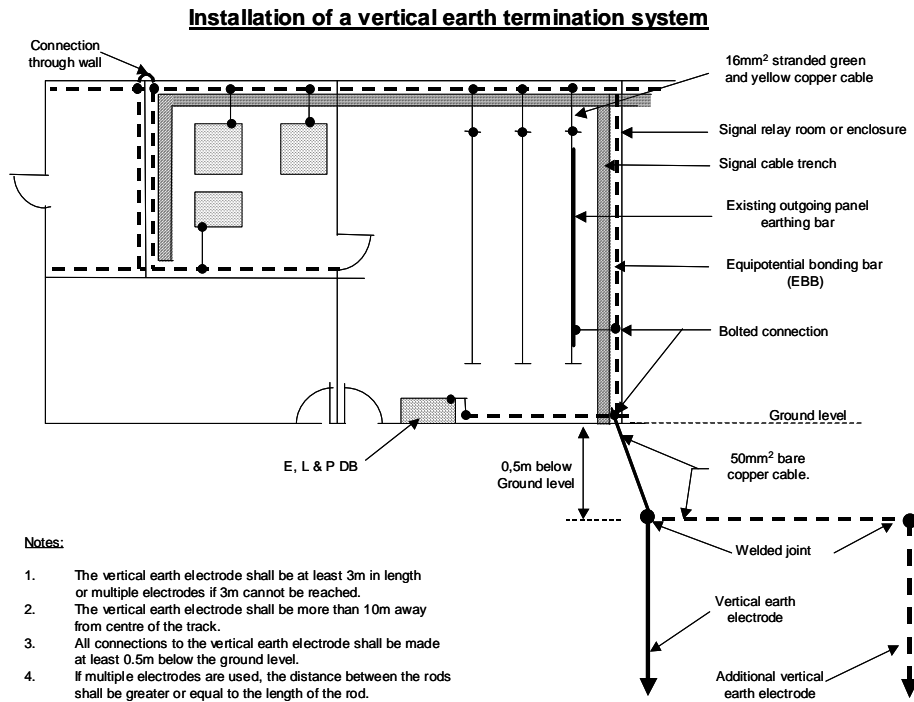 Installation of a vertical earth termination system
Connection
through wall
16mm² stranded green
and yellow copper cable
Signal relay room or enclosure
Signal cable trench
Existing outgoing panel
earthing bar
Equipotential bonding bar
(EBB)
Bolted connection
Ground level
E, L & P DB
0,5m below
Ground level
50mm² bare
copper cable.
Welded joint
Vertical earth
electrode
Additional vertical
earth electrode
Notes:
1. The vertical earth electrode shall be at least 3m in length
or multiple electrodes if 3m cannot be reached.
2. The vertical earth electrode shall be more than 10m away
from centre of the track.
3. All connections to the vertical earth electrode shall be made
at least 0.5m below the ground level.
4. If multiple electrodes are used, the distance between the rods
shall be greater or equal to the length of the rod.